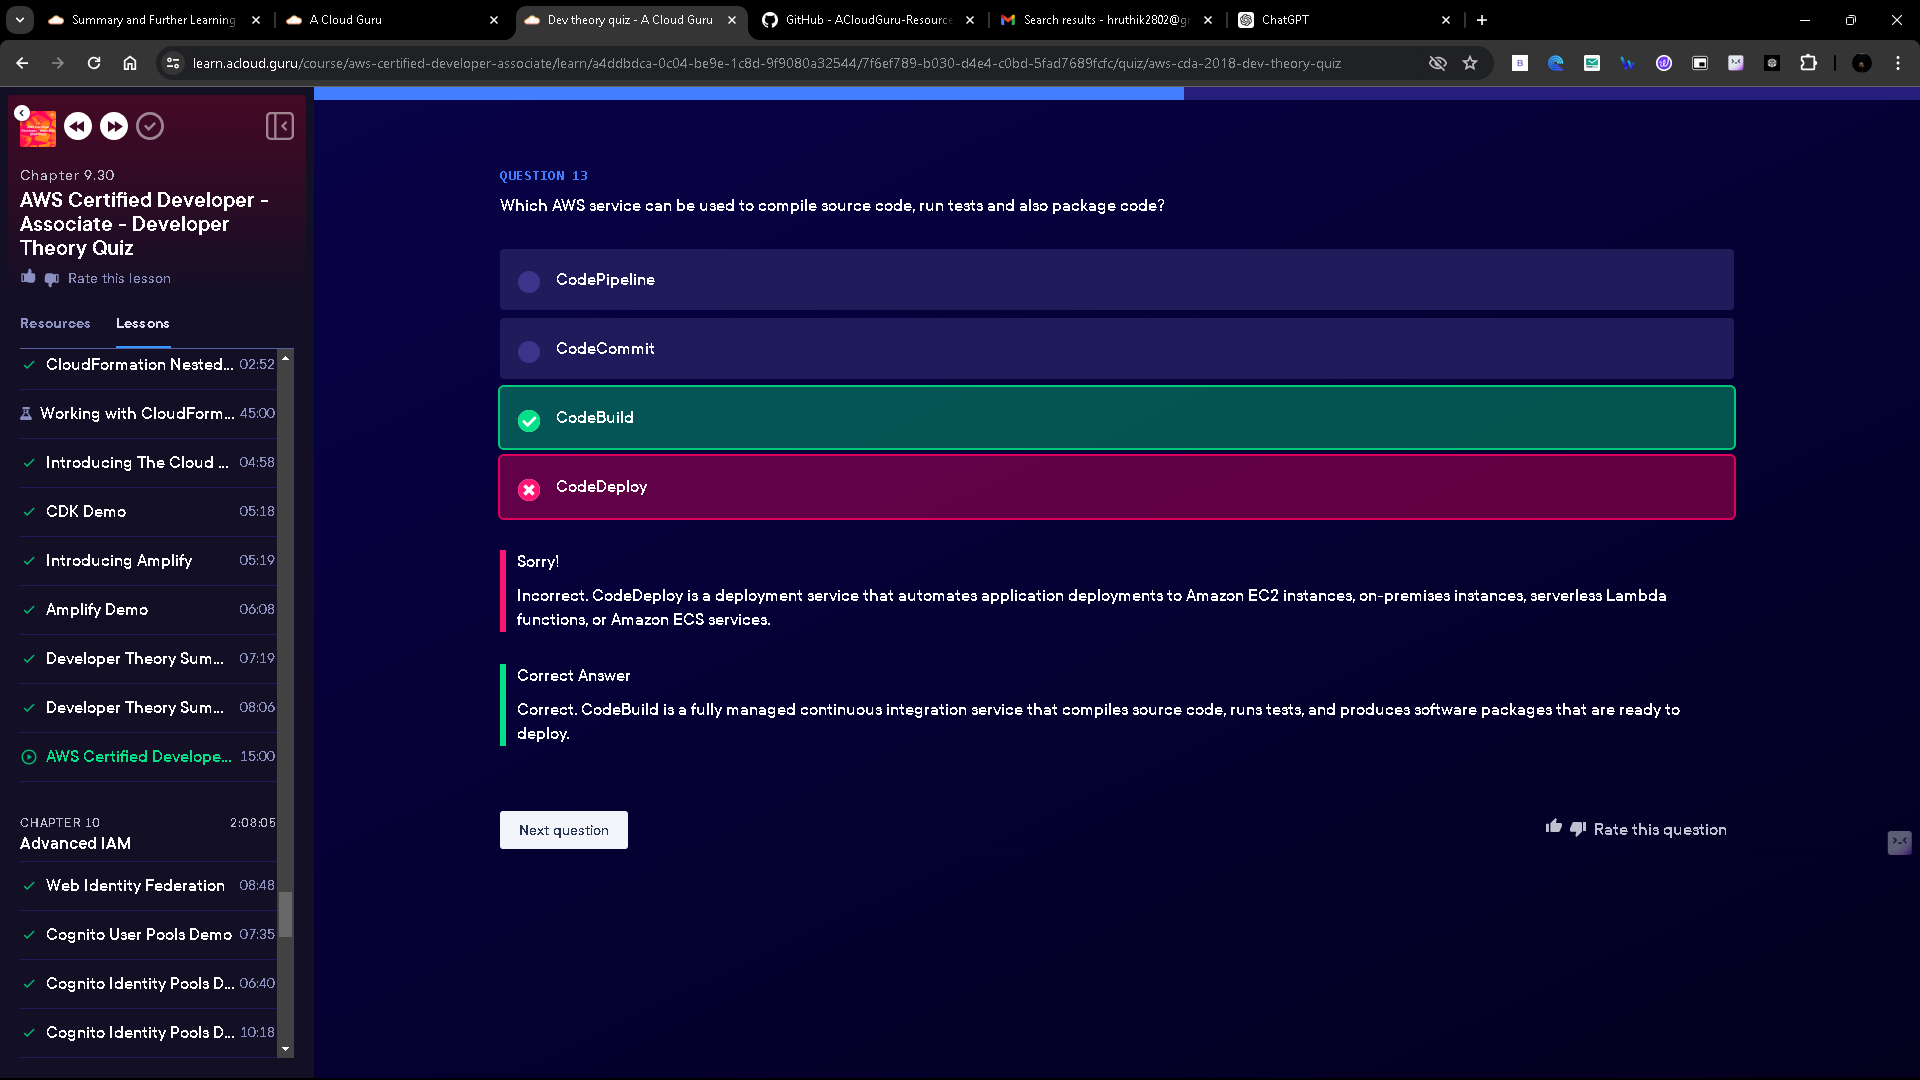 Summary and Further Learning
A Cloud Guru
Dev theory quiz - A Cloud Guru
GitHub - ACloudGuru-Resource
Search results - hruthik2802@gr
ChatGPT
learn.acloud.guru/course/aws-certified-developer-associate/learn/a4ddbdca-0c04-be9e-1c8d-9f9080a32544/7f6ef789-b030-d4e4-c0bd-5fad7689fcfc/quiz/aws-cda-2018-dev-theory-quiz
Chapter 9.30
AWS Certified Developer -
Associate - Developer
Theory Quiz
Rate this lesson
Resources
Lessons
CloudFormation Nested... 02:52
Working with CloudForm... 45:00
Introducing The Cloud ... 04:58
CDK Demo 05:18
Introducing Amplify 05:19
Amplify Demo 06:08
Developer Theory Sum... 07:19
Developer Theory Sum... 08:06
AWS Certified Develope... 15:00
CHAPTER 10 2:08:05
Advanced IAM
Web Identity Federation 08:48
Cognito User Pools Demo 07:35
Cognito Identity Pools D... 06:40
Cognito Identity Pools D... 10:18
QUESTION 13
Which AWS service can be used to compile source code, run tests and also package code?
CodePipeline
CodeCommit
CodeBuild
CodeDeploy
Sorry!
Incorrect. CodeDeploy is a deployment service that automates application deployments to Amazon EC2 instances, on-premises instances, serverless Lambda
functions, or Amazon ECS services.
Correct Answer
Correct. CodeBuild is a fully managed continuous integration service that compiles source code, runs tests, and produces software packages that are ready to
deploy.
Next question
Rate this question